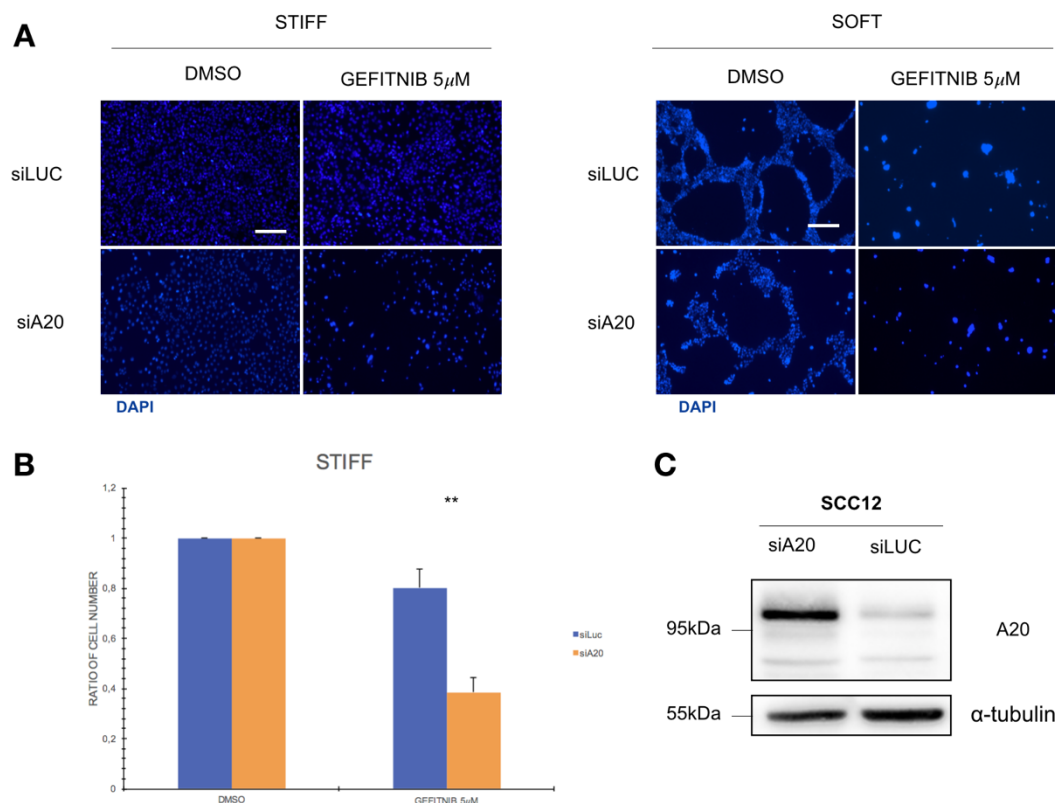 A
STIFF
SOFT
DMSO
GEFITNIB 5μM
DMSO
GEFITNIB 5μM
siLUC
siLUC
siA20
siA20
DAPI
DAPI
B
STIFF
RATIO OF CELL NUMBER
1,2
1
0,8
0,6
0,4
0,2
0
**
siLuc
siA20
DMSO
GEFITNIB 5μM
C
SCC12
siA20
siLUC
95kDa
A20
55kDa
α-tubulin